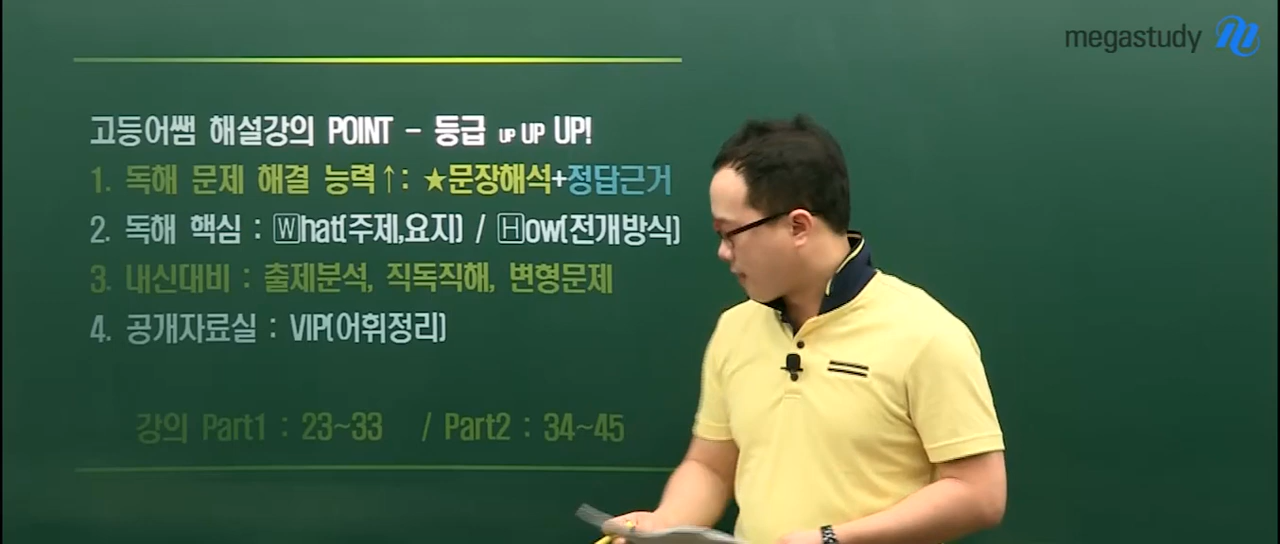 megastudy
고등어쌤 해설강의 POINT - 등급 UP UP UP!
1. 독해 문제 해결 능력↑: ★문장해석+정답근거
2. 독해 핵심 : What(주제,요지) / How(전개방식)
3. 내신대비 : 출제분석, 직독직해, 변형문제
4. 공개자료실 : VIP(어휘정리)
강의 Part1 : 23~33 / Part2 : 34~45